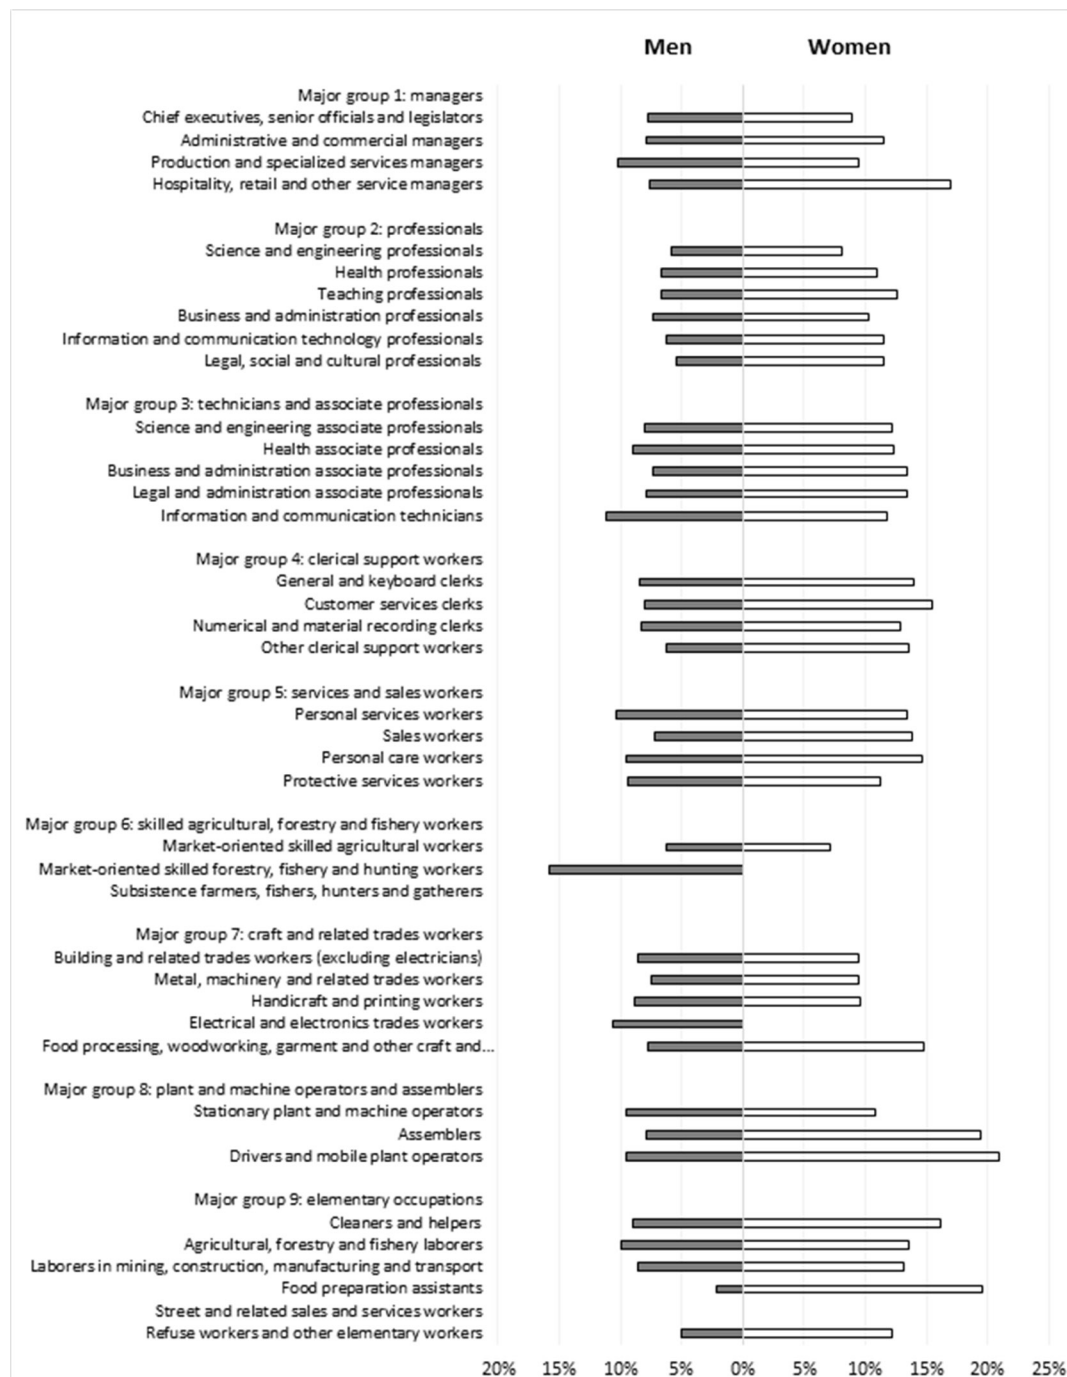 Men Women
Major group 1: managers
Chief executives, senior officials and legislators
Administrative and commercial managers
Production and specialized services managers
Hospitality, retail and other service managers
Major group 2: professionals
Science and engineering professionals
Health professionals
Teaching professionals
Business and administration professionals
Information and communication technology professionals
Legal, social and cultural professionals
Major group 3: technicians and associate professionals
Science and engineering associate professionals
Health associate professionals
Business and administration associate professionals
Legal and administration associate professionals
Information and communication technicians
Major group 4: clerical support workers
General and keyboard clerks
Customer services clerks
Numerical and material recording clerks
Other clerical support workers
Major group 5: services and sales workers
Personal services workers
Sales workers
Personal care workers
Protective services workers
Major group 6: skilled agricultural, forestry and fishery workers
Market-oriented skilled agricultural workers
Market-oriented skilled forestry, fishery and hunting workers
Subsistence farmers, fishers, hunters and gatherers
Major group 7: craft and related trades workers
Building and related trades workers (excluding electricians)
Metal, machinery and related trades workers
Handicraft and printing workers
Electrical and electronics trades workers
Food processing, woodworking, garment and other craft and...
Major group 8: plant and machine operators and assemblers
Stationary plant and machine operators
Assemblers
Drivers and mobile plant operators
Major group 9: elementary occupations
Cleaners and helpers
Agricultural, forestry and fishery laborers
Laborers in mining, construction, manufacturing and transport
Food preparation assistants
Street and related sales and services workers
Refuse workers and other elementary workers
20% 15% 10% 5% 0% 5% 10% 15% 20% 25%